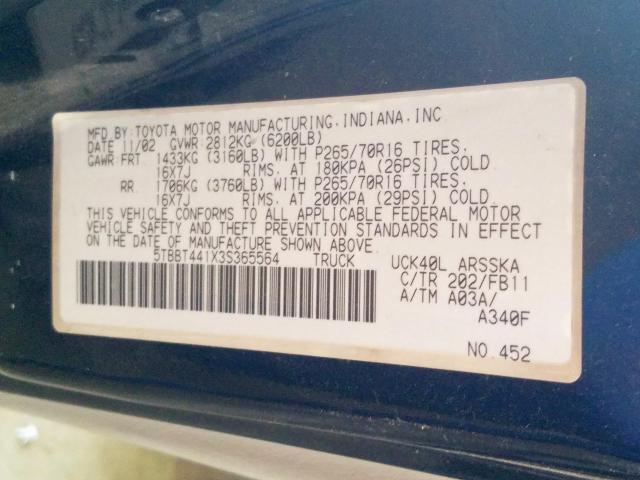 MFD.BY TOYOTA MOTOR MANUFACTURING.INDIANA.INC
DATE 11/02 GVWR 2812KG (6200LB)
GAWR FRT 1433KG (3160LB) WITH P265/70R16 TIRES.
16X7J RIMS. AT 180KPA (26PSI) COLD
RR 1706KG (3760LB) WITH P265/70R16 TIRES.
16X7J RIMS. AT 200KPA (29PSI) COLD.
THIS VEHICLE CONFORMS TO ALL APPLICABLE FEDERAL MOTOR
VEHICLE SAFETY AND THEFT PREVENTION STANDARDS IN EFFECT
ON THE DATE OF MANUFACTURE SHOWN ABOVE.
5TBBT441X3S365564 TRUCK UCK40L ARSSKA
C/TR 202/FB11
A/TM A03A/
A340F
NO.452